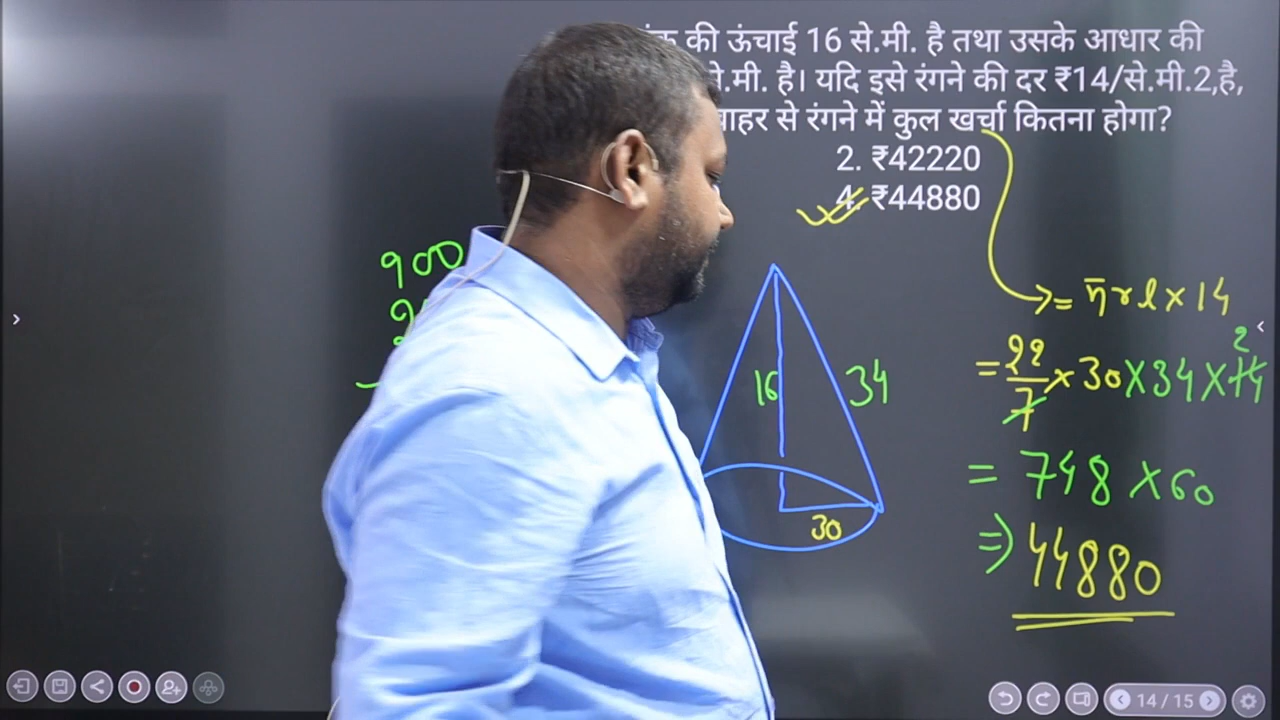 की ऊंचाई 16 से.मी. है तथा उसके आधार की
से.मी. है। यदि इसे रंगने की दर ₹14/से.मी.2,है,
बाहर से रंगने में कुल खर्चा कितना होगा?
2. ₹42220
4. ₹44880
900
= πrl×14
= 22/7 × 30 × 34 × 14
2
16
34
30
= 748 × 60
⇒ 44880
14 / 15